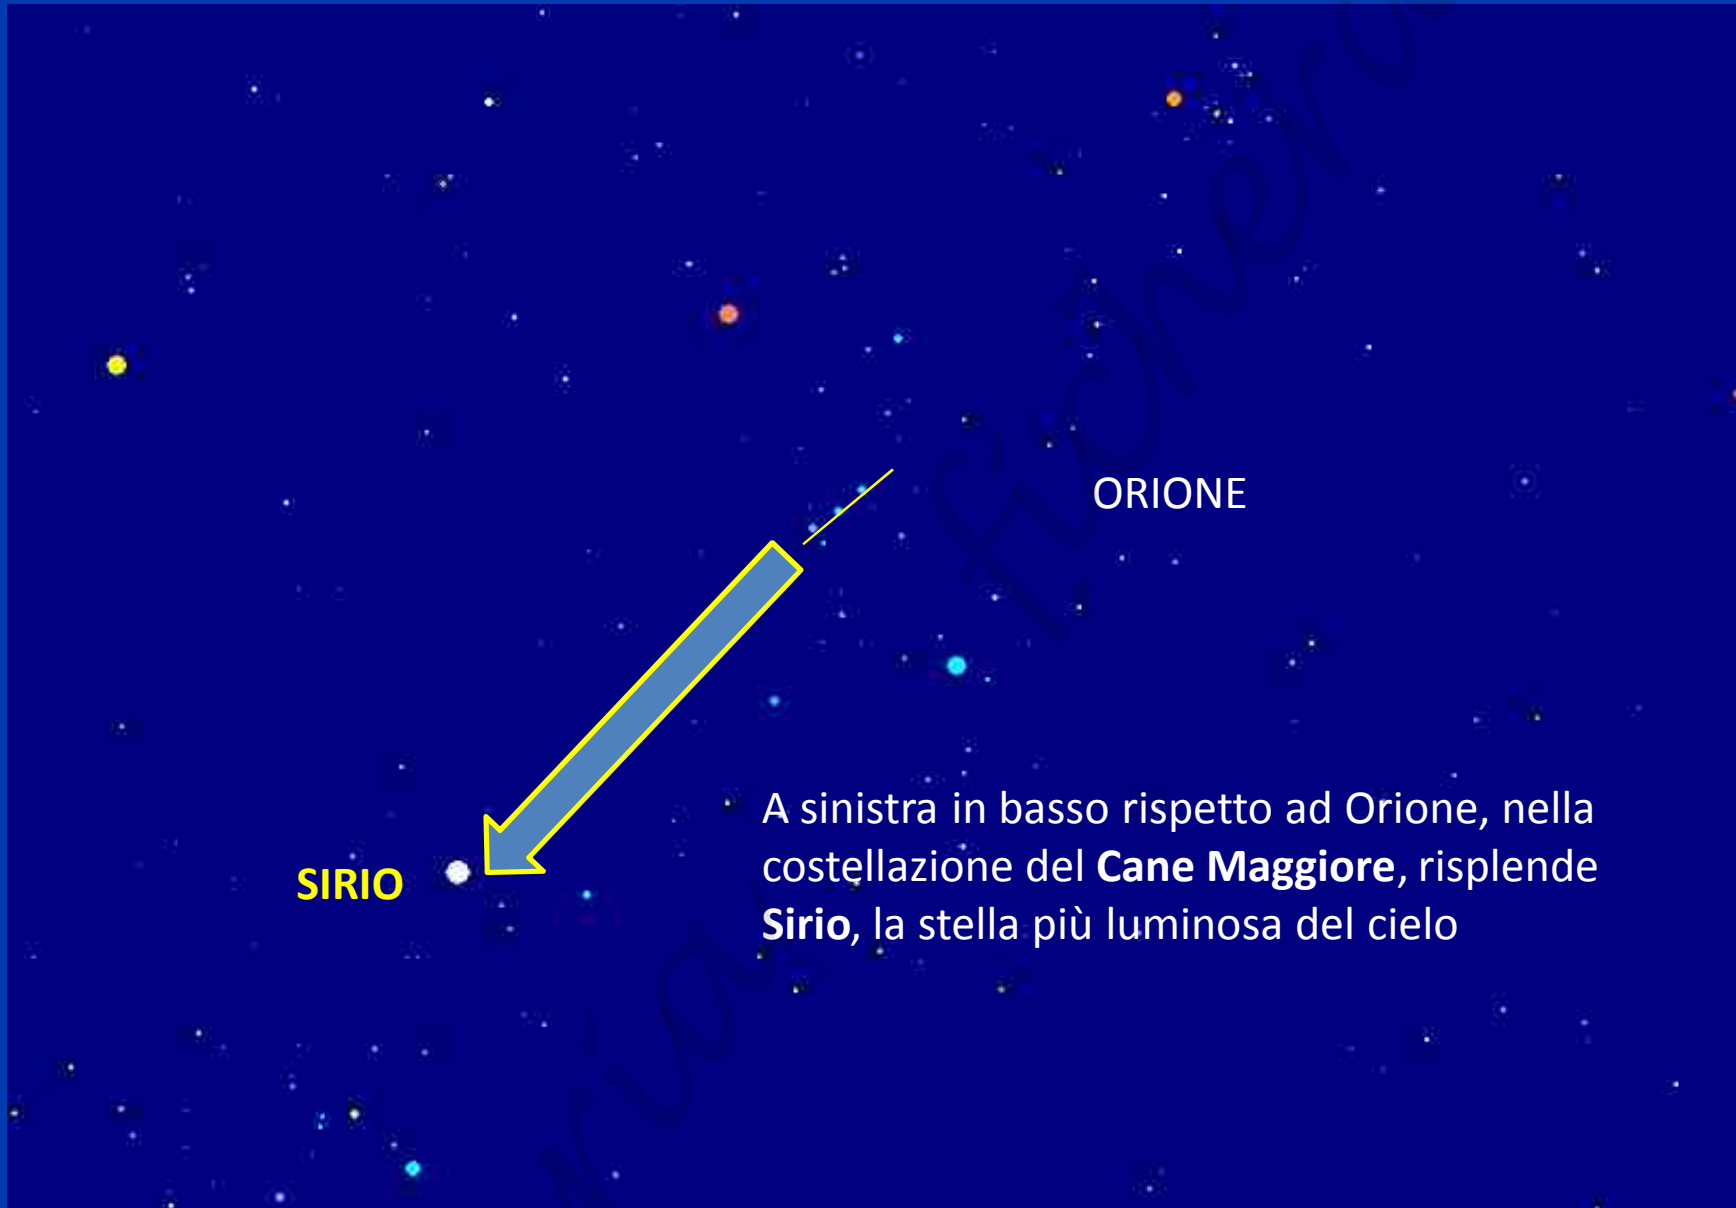 ORIONE
A sinistra in basso rispetto ad Orione, nella
costellazione del Cane Maggiore, risplende
Sirio, la stella più luminosa del cielo
SIRIO